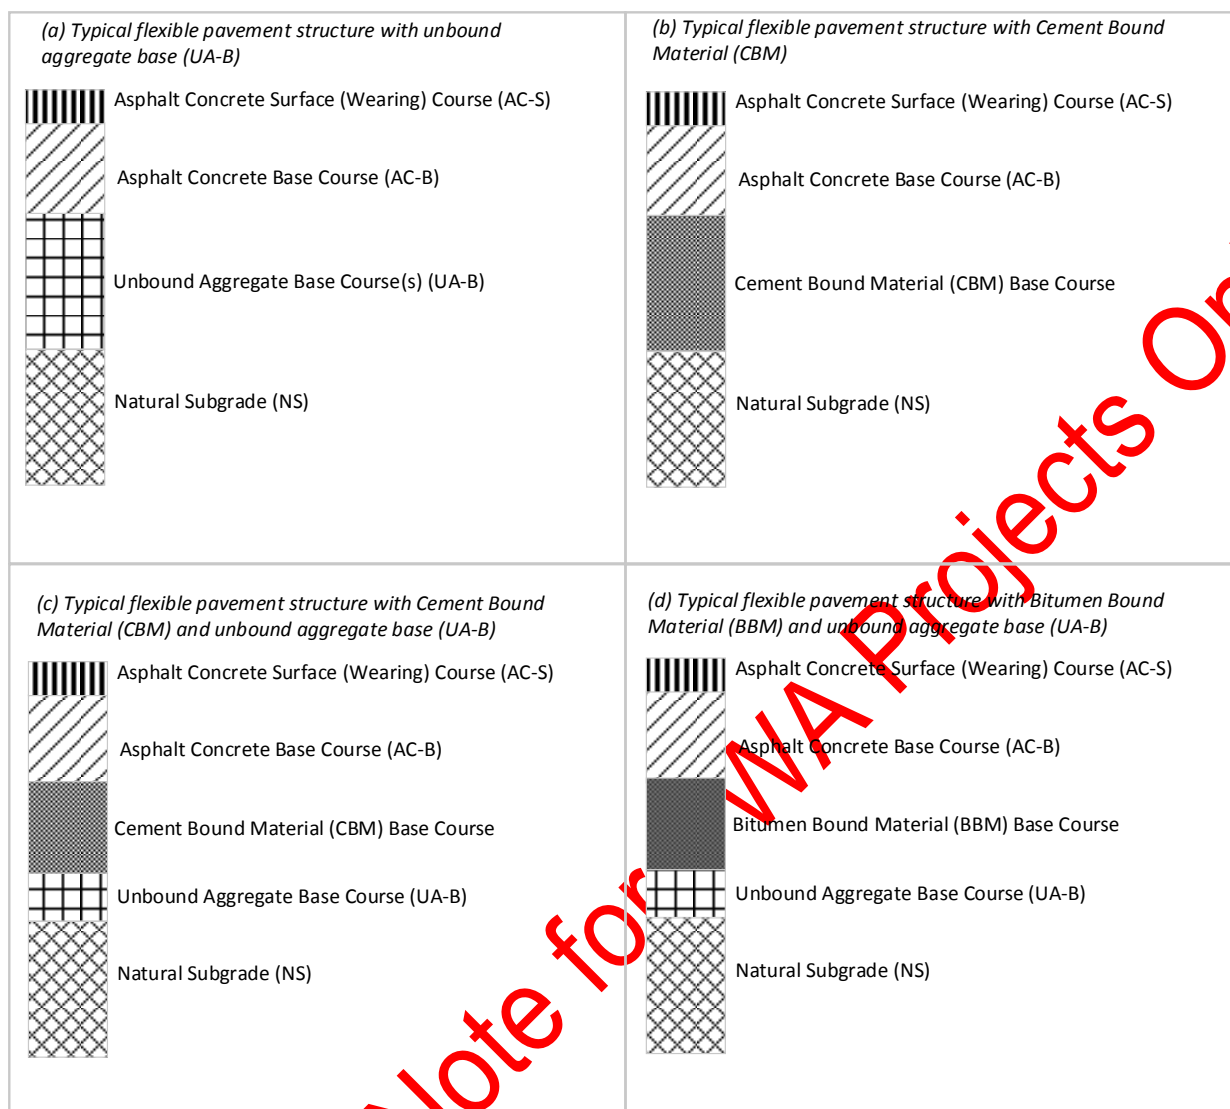 (a) Typical flexible pavement structure with unbound
aggregate base (UA-B)
Asphalt Concrete Surface (Wearing) Course (AC-S)
Asphalt Concrete Base Course (AC-B)
Unbound Aggregate Base Course(s) (UA-B)
Natural Subgrade (NS)
(b) Typical flexible pavement structure with Cement Bound
Material (CBM)
Asphalt Concrete Surface (Wearing) Course (AC-S)
Asphalt Concrete Base Course (AC-B)
Cement Bound Material (CBM) Base Course
Natural Subgrade (NS)
(c) Typical flexible pavement structure with Cement Bound
Material (CBM) and unbound aggregate base (UA-B)
Asphalt Concrete Surface (Wearing) Course (AC-S)
Asphalt Concrete Base Course (AC-B)
Cement Bound Material (CBM) Base Course
Unbound Aggregate Base Course (UA-B)
Natural Subgrade (NS)
(d) Typical flexible pavement structure with Bitumen Bound
Material (BBM) and unbound aggregate base (UA-B)
Asphalt Concrete Surface (Wearing) Course (AC-S)
Asphalt Concrete Base Course (AC-B)
Bitumen Bound Material (BBM) Base Course
Unbound Aggregate Base Course (UA-B)
Natural Subgrade (NS)
Note for WA Projects